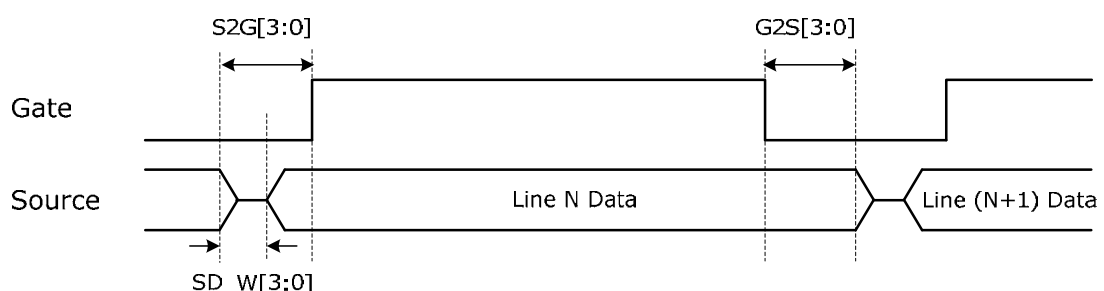 S2G[3:0]
G2S[3:0]
Gate
Source
Line N Data
Line (N+1) Data
SD W[3:0]